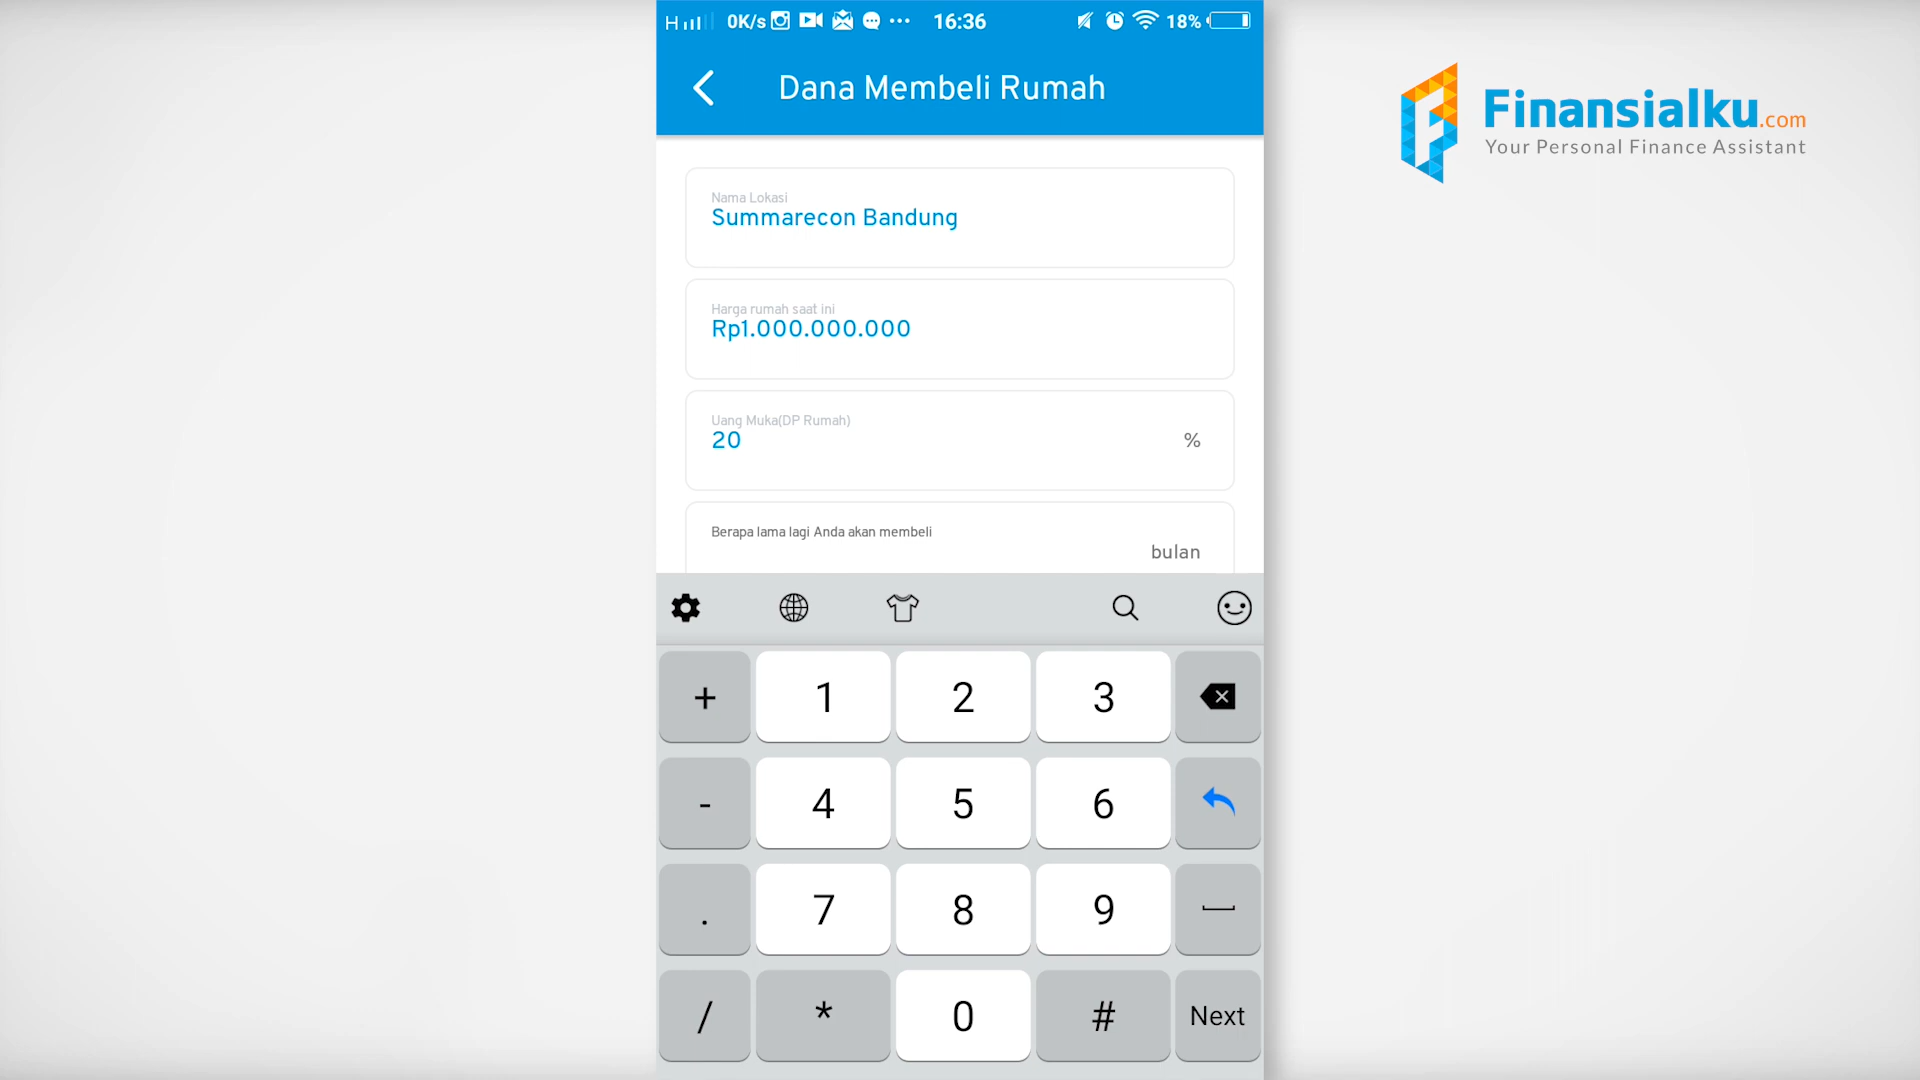 0K/s 16:36 18%
Dana Membeli Rumah
Finansialku.com
Your Personal Finance Assistant
Nama Lokasi
Summarecon Bandung
Harga rumah saat ini
Rp1.000.000.000
Uang Muka(DP Rumah)
20 %
Berapa lama lagi Anda akan membeli
bulan
+ 1 2 3
- 4 5 6
. 7 8 9
/ * 0 # Next